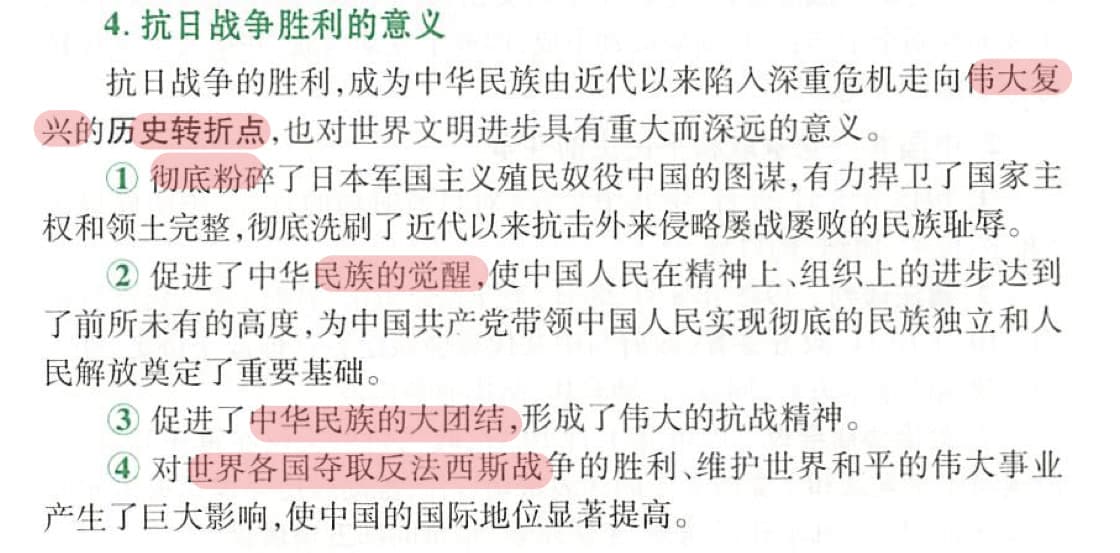 4. 抗日战争胜利的意义
抗日战争的胜利,成为中华民族由近代以来陷入深重危机走向伟大复
兴的历史转折点,也对世界文明进步具有重大而深远的意义。
① 彻底粉碎了日本军国主义殖民奴役中国的图谋,有力捍卫了国家主
权和领土完整,彻底洗刷了近代以来抗击外来侵略屡战屡败的民族耻辱。
② 促进了中华民族的觉醒,使中国人民在精神上、组织上的进步达到
了前所未有的高度,为中国共产党带领中国人民实现彻底的民族独立和人
民解放奠定了重要基础。
③ 促进了中华民族的大团结,形成了伟大的抗战精神。
④ 对世界各国夺取反法西斯战争的胜利、维护世界和平的伟大事业
产生了巨大影响,使中国的国际地位显著提高。